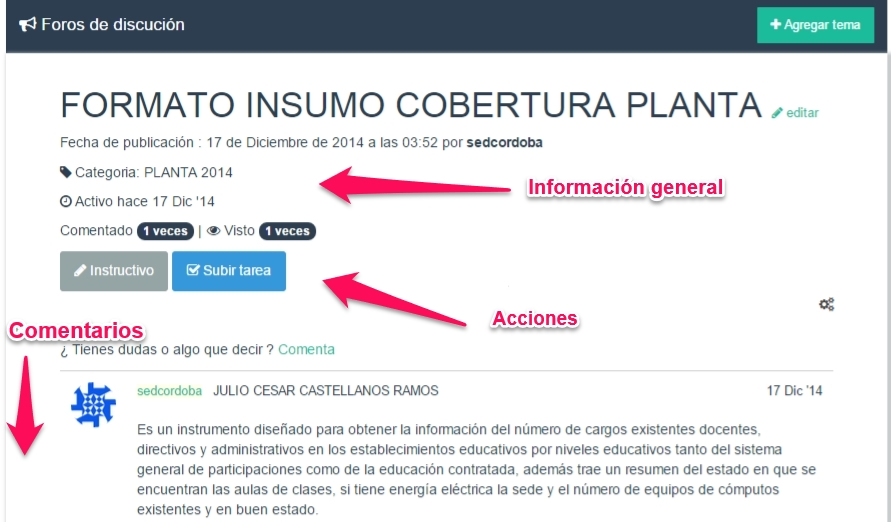 Foros de discución
Agregar tema
FORMATO INSUMO COBERTURA PLANTA editar
Fecha de publicación : 17 de Diciembre de 2014 a las 03:52 por sedcordoba
Categoria: PLANTA 2014
Información general
Activo hace 17 Dic '14
Comentado 1 veces | Visto 1 veces
Instructivo
Subir tarea
Acciones
Comentarios
¿ Tienes dudas o algo que decir ? Comenta
sedcordoba JULIO CESAR CASTELLANOS RAMOS 17 Dic '14
Es un instrumento diseñado para obtener la información del número de cargos existentes docentes,
directivos y administrativos en los establecimientos educativos por niveles educativos tanto del sistema
general de participaciones como de la educación contratada, además trae un resumen del estado en que se
encuentran las aulas de clases, si tiene energía eléctrica la sede y el número de equipos de cómputos
existentes y en buen estado.